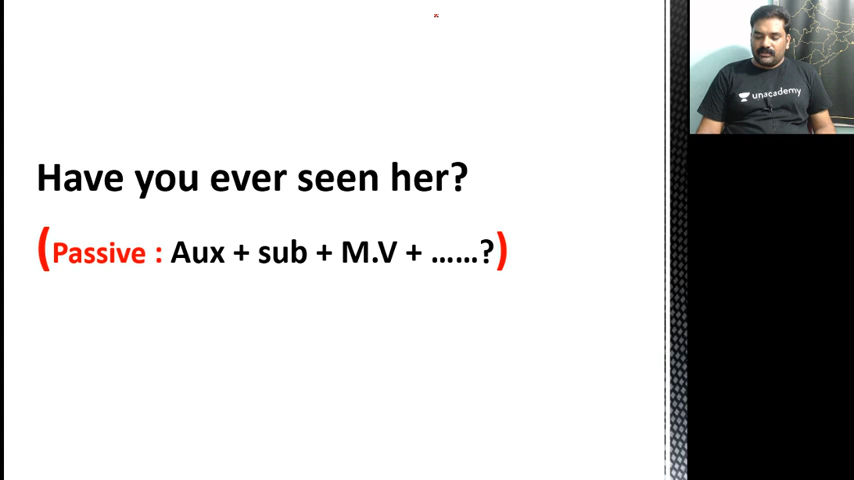 Have you ever seen her?
(Passive : Aux + sub + M.V + ......?)
unacademy